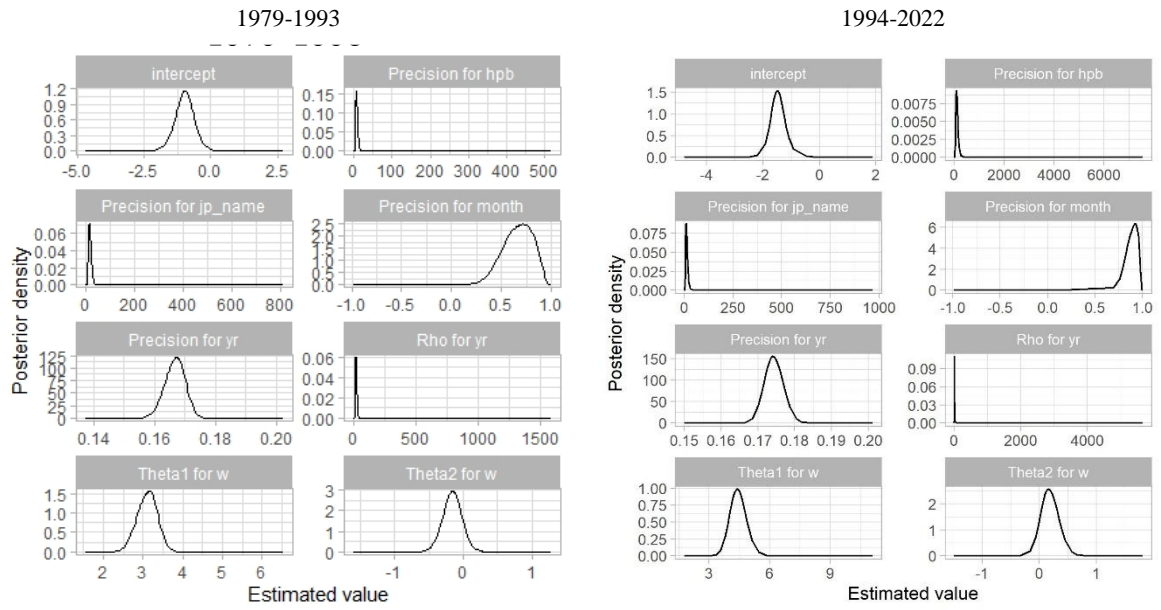 1979-1993
1994-2022
intercept
Precision for hpb
1.2
0.9
0.6
0.3
0.0
-5.0 -2.5 0.0 2.5
0.15
0.10
0.05
0.00
0 100 200 300 400 500
Precision for jp_name
Precision for month
0.06
0.04
0.02
0.00
0 200 400 600 800
2.5
2.0
1.5
1.0
0.5
0.0
-1.0 -0.5 0.0 0.5 1.0
Precision for yr
Rho for yr
125
100
75
50
25
0
0.14 0.16 0.18 0.20
0.06
0.04
0.02
0.00
0 500 1000 1500
Theta1 for w
Theta2 for w
1.5
1.0
0.5
0.0
2 3 4 5 6
3
2
1
0
-1 0 1
Posterior density
Estimated value
intercept
Precision for hpb
1.5
1.0
0.5
0.0
-4 -2 0 2
0.0075
0.0050
0.0025
0.0000
0 2000 4000 6000
Precision for jp_name
Precision for month
0.075
0.050
0.025
0.000
0 250 500 750 1000
6
4
2
0
-1.0 -0.5 0.0 0.5 1.0
Precision for yr
Rho for yr
150
100
50
0
0.15 0.16 0.17 0.18 0.19 0.20
0.09
0.06
0.03
0.00
0 2000 4000
Theta1 for w
Theta2 for w
1.00
0.75
0.50
0.25
0.00
3 6 9
2
1
0
-1 0 1
Posterior density
Estimated value